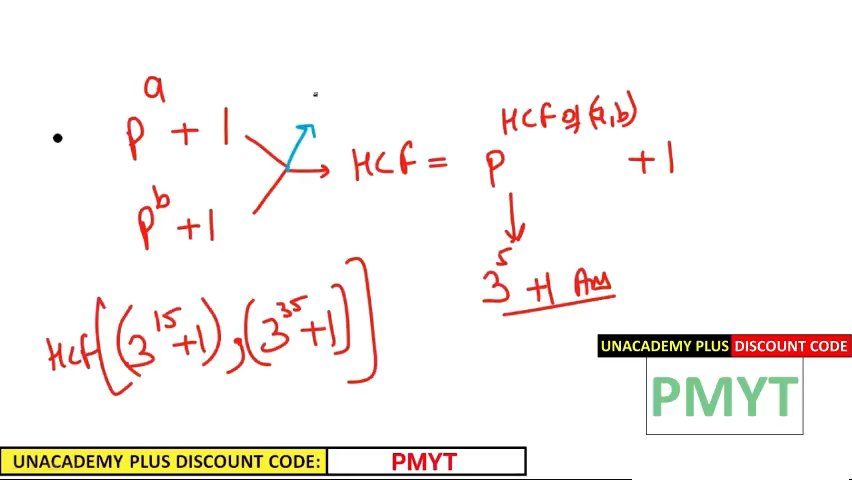 p^a + 1
HCF = p^HCF of (a,b) + 1
p^b + 1
3^5 + 1 Ans
HCF[(3^15+1), (3^35+1]]
UNACADEMY PLUS DISCOUNT CODE
PMYT
UNACADEMY PLUS DISCOUNT CODE: PMYT